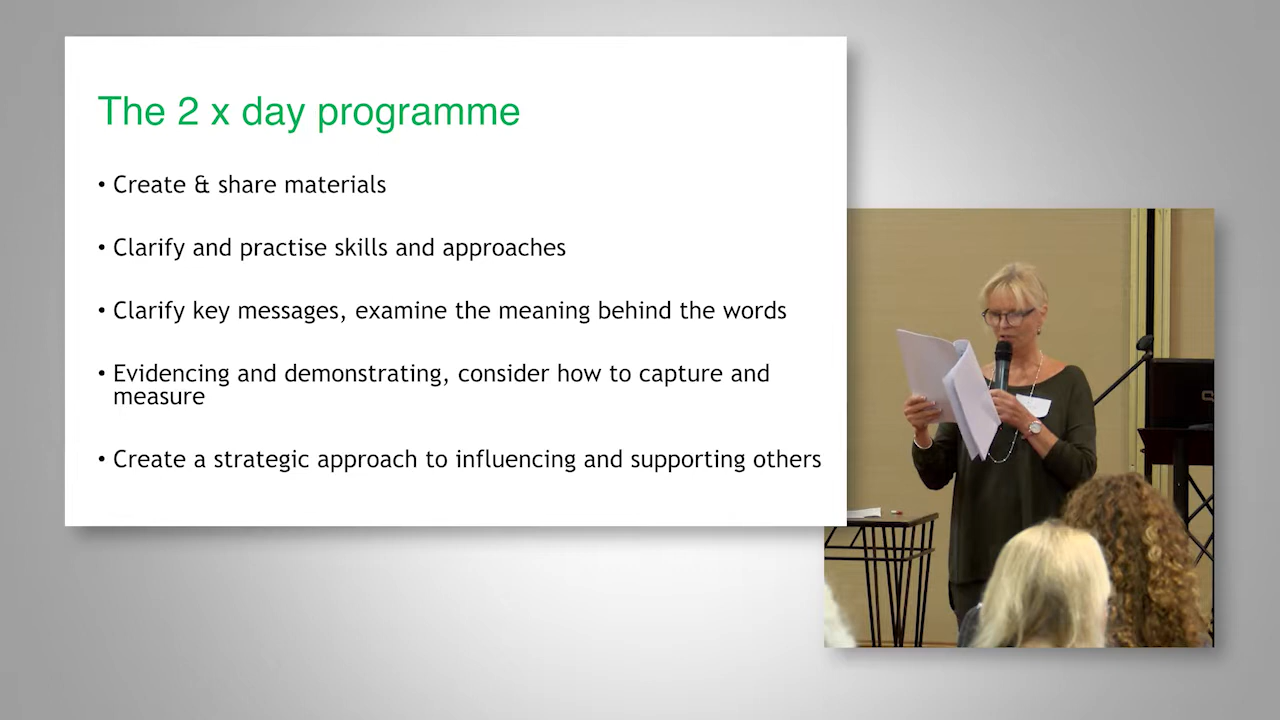 The 2 x day programme
• Create & share materials
• Clarify and practise skills and approaches
• Clarify key messages, examine the meaning behind the words
• Evidencing and demonstrating, consider how to capture and
measure
• Create a strategic approach to influencing and supporting others